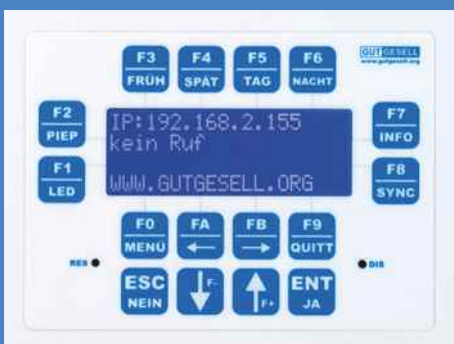 F3 F4 F5 F6
FRÜH SPÄT TAG NACHT
GUTGESELL
www.gutgesell.org
F2
PIEP
F7
INFO
IP:192.168.2.155
kein Ruf
WWW.GUTGESELL.ORG
F1
LED
F8
SYNC
F0 FA FB F9
MENÜ ← → QUITT
RES
DIS
ESC F- F+ ENT
NEIN JA